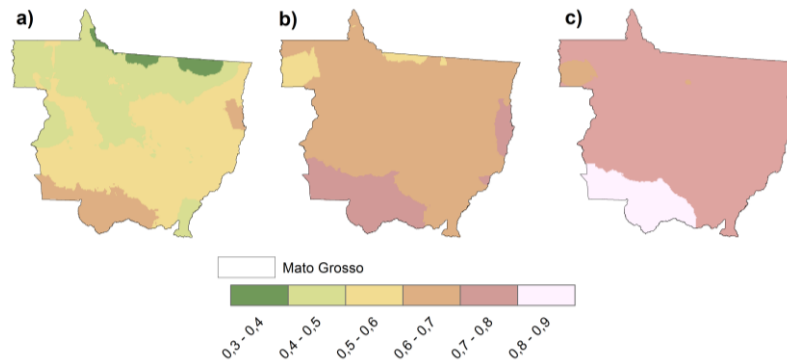 a)
b)
c)
Mato Grosso
0,3 - 0,4
0,4 - 0,5
0,5 - 0,6
0,6 - 0,7
0,7 - 0,8
0,8 - 0,9